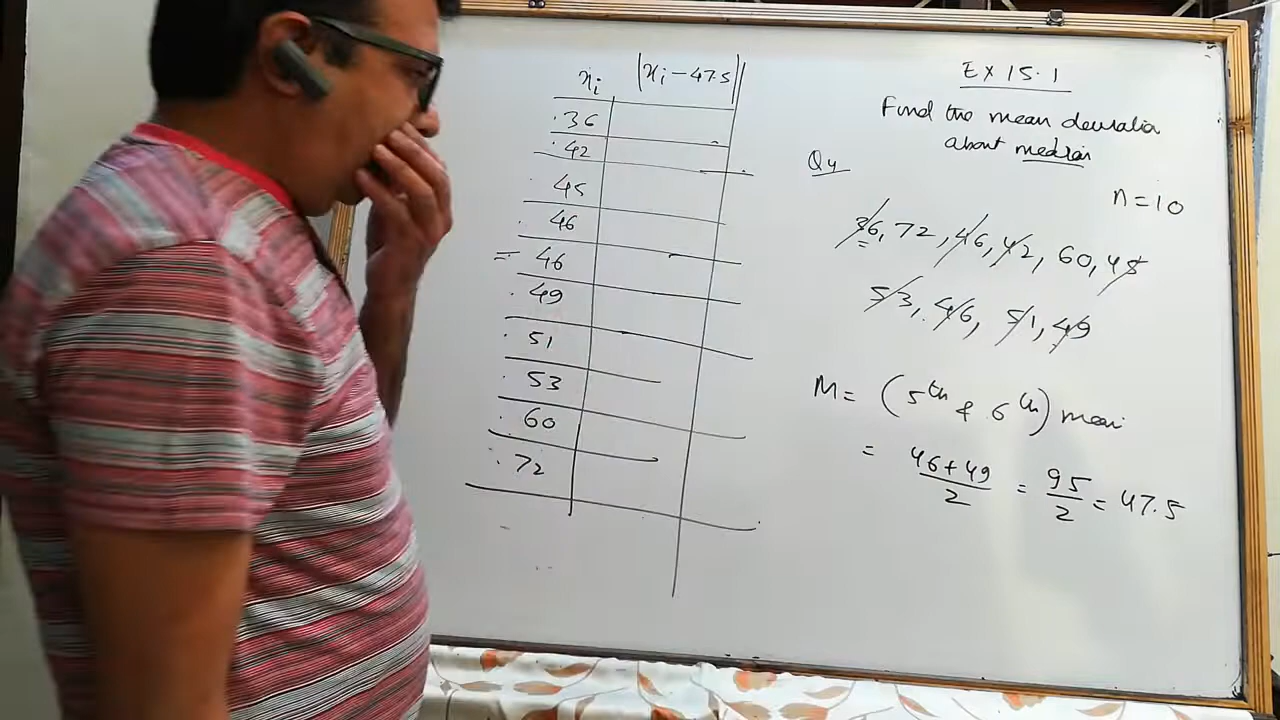 xi |xi − 47.5|
36
42
45
46
46
49
51
53
60
72
EX 15.1
Find the mean deviation
about median
Q4
n=10
36, 72, 46, 42, 60, 45
53, 46, 51, 49
M= (5th & 6th) mean
= 46+49/2 = 95/2 = 47.5